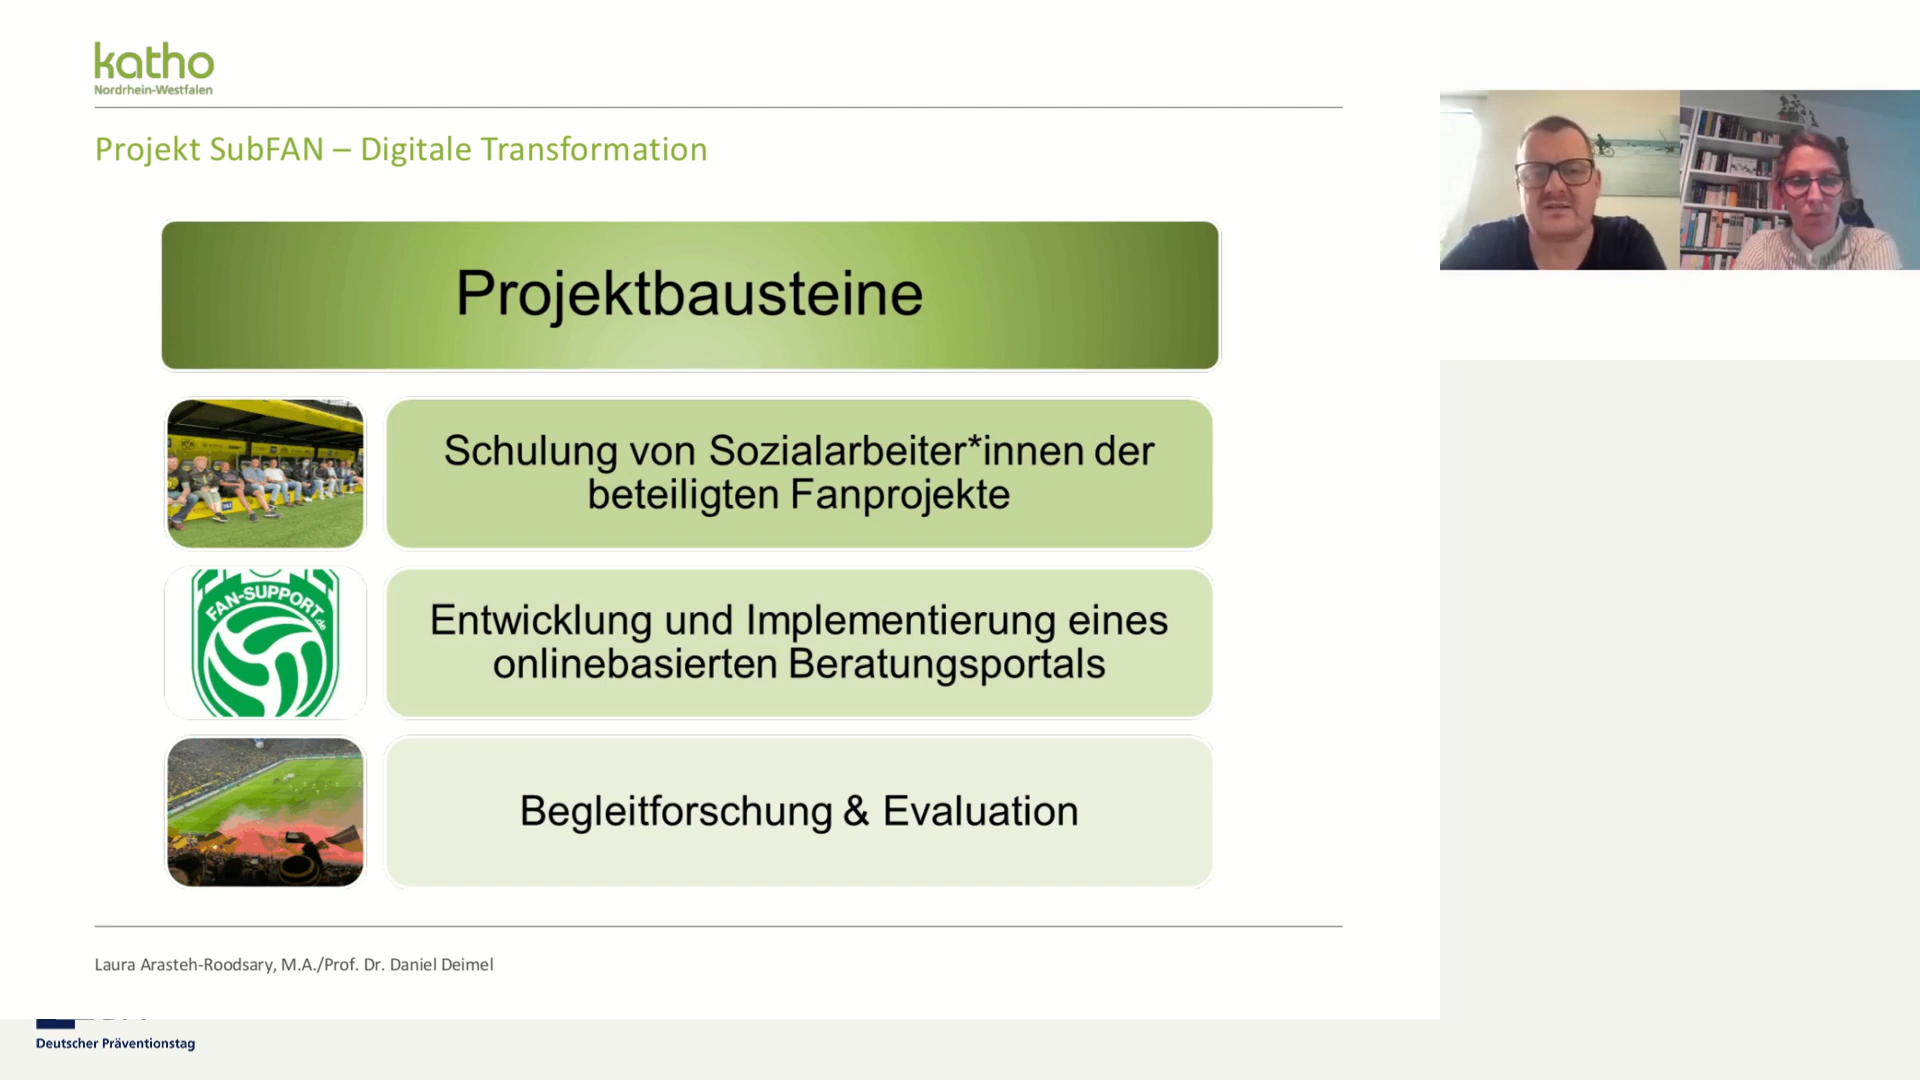 katho
Nordrhein-Westfalen
Projekt SubFAN – Digitale Transformation
Projektbausteine
Schulung von Sozialarbeiter*innen der
beteiligten Fanprojekte
FAN-SUPPORT.de
Entwicklung und Implementierung eines
onlinebasierten Beratungsportals
Begleitforschung & Evaluation
Laura Arasteh-Roodsary, M.A./Prof. Dr. Daniel Deimel
Deutscher Präventionstag